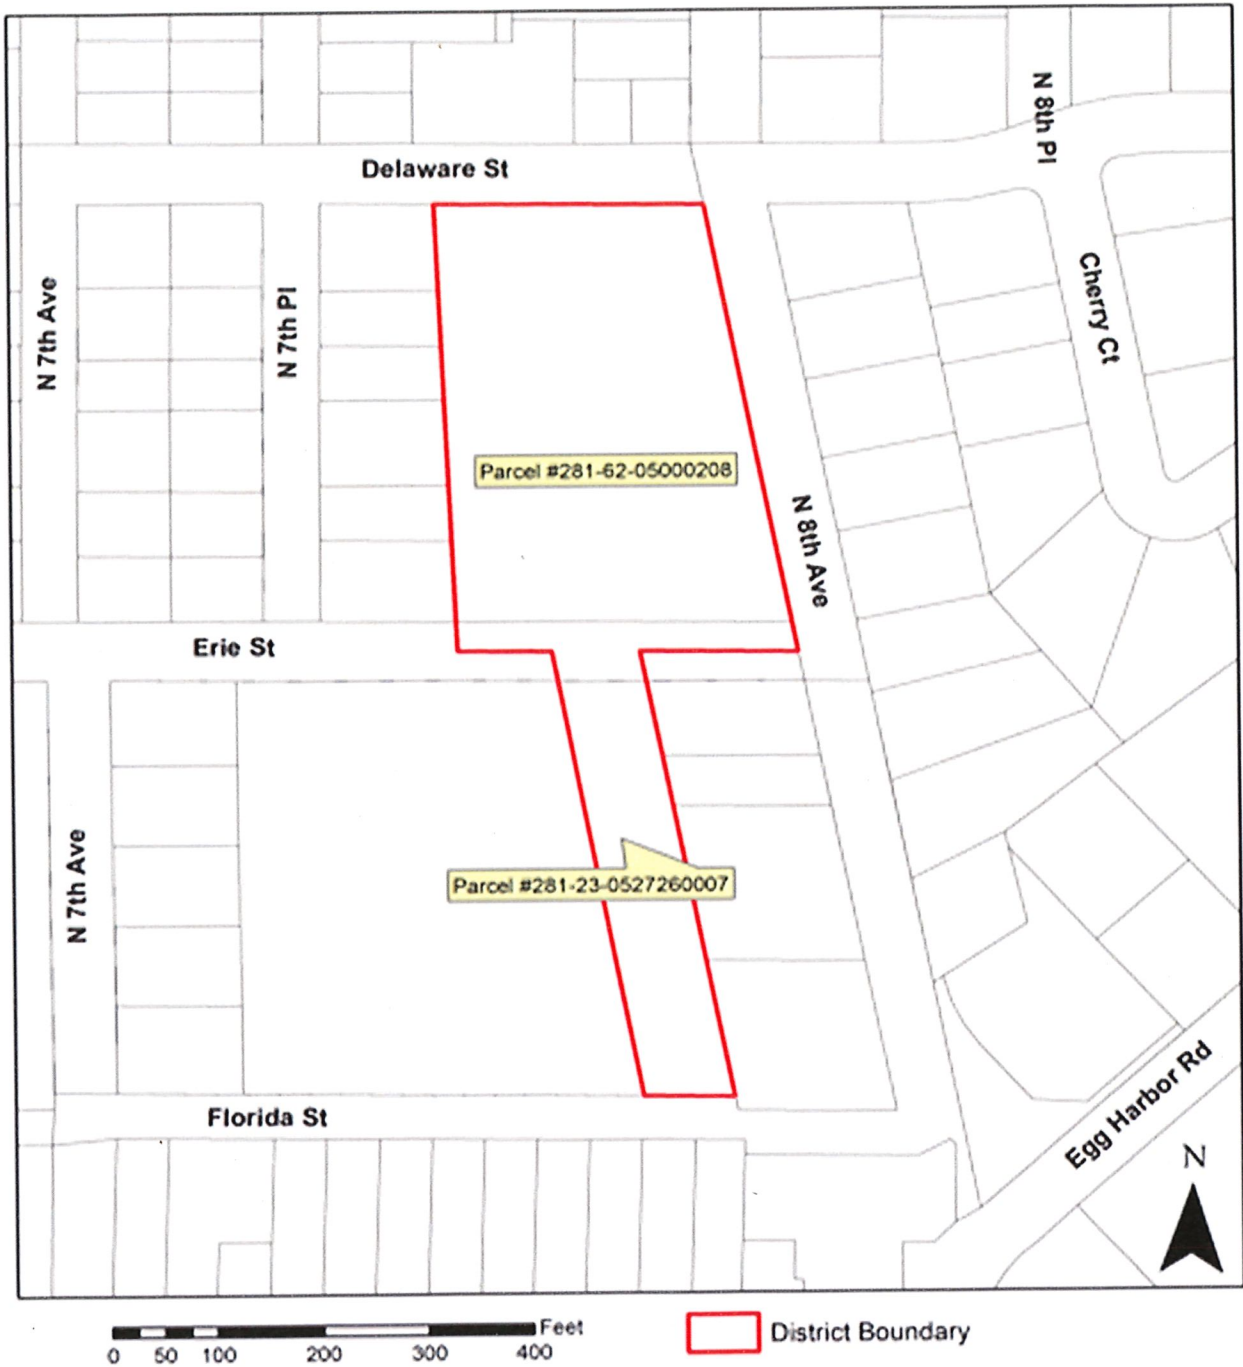 N 8th Pl
Delaware St
N 7th Ave
N 7th Pl
Cherry Ct
Parcel #281-62-05000208
N 8th Ave
Erie St
Parcel #281-23-0527260007
N 7th Ave
Florida St
Egg Harbor Rd
N
0 50 100 200 300 400 Feet
District Boundary